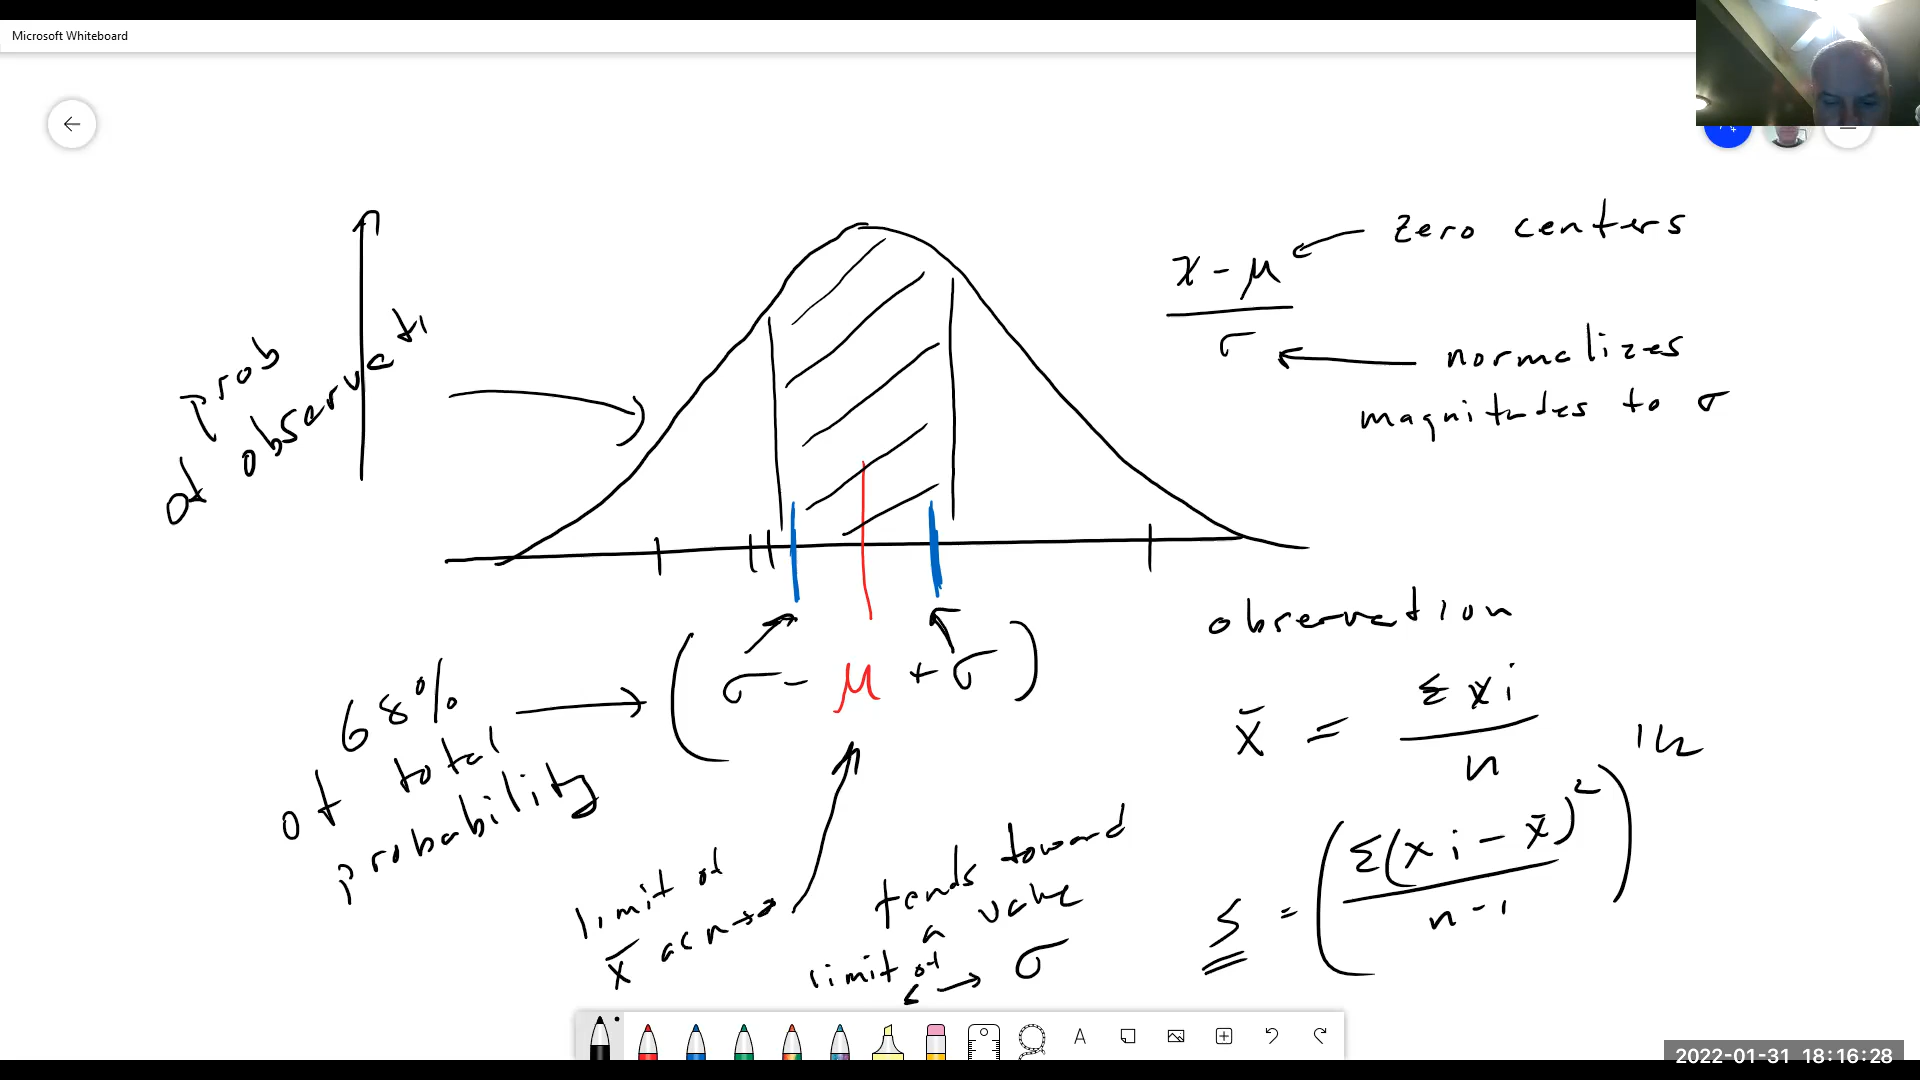 Microsoft Whiteboard
prob
of observati
x - μ
σ
zero centers
normalizes
magnitudes to σ
68%
of total
probability
(σ - μ + σ)
limit of
x̄ as n → ∞
tends toward
a value
limit of
s → σ
observation
x̄ = Σxi
n
s = (Σ(xi - x̄)²
n-1)^1/2
A
2022-01-31 18:16:28